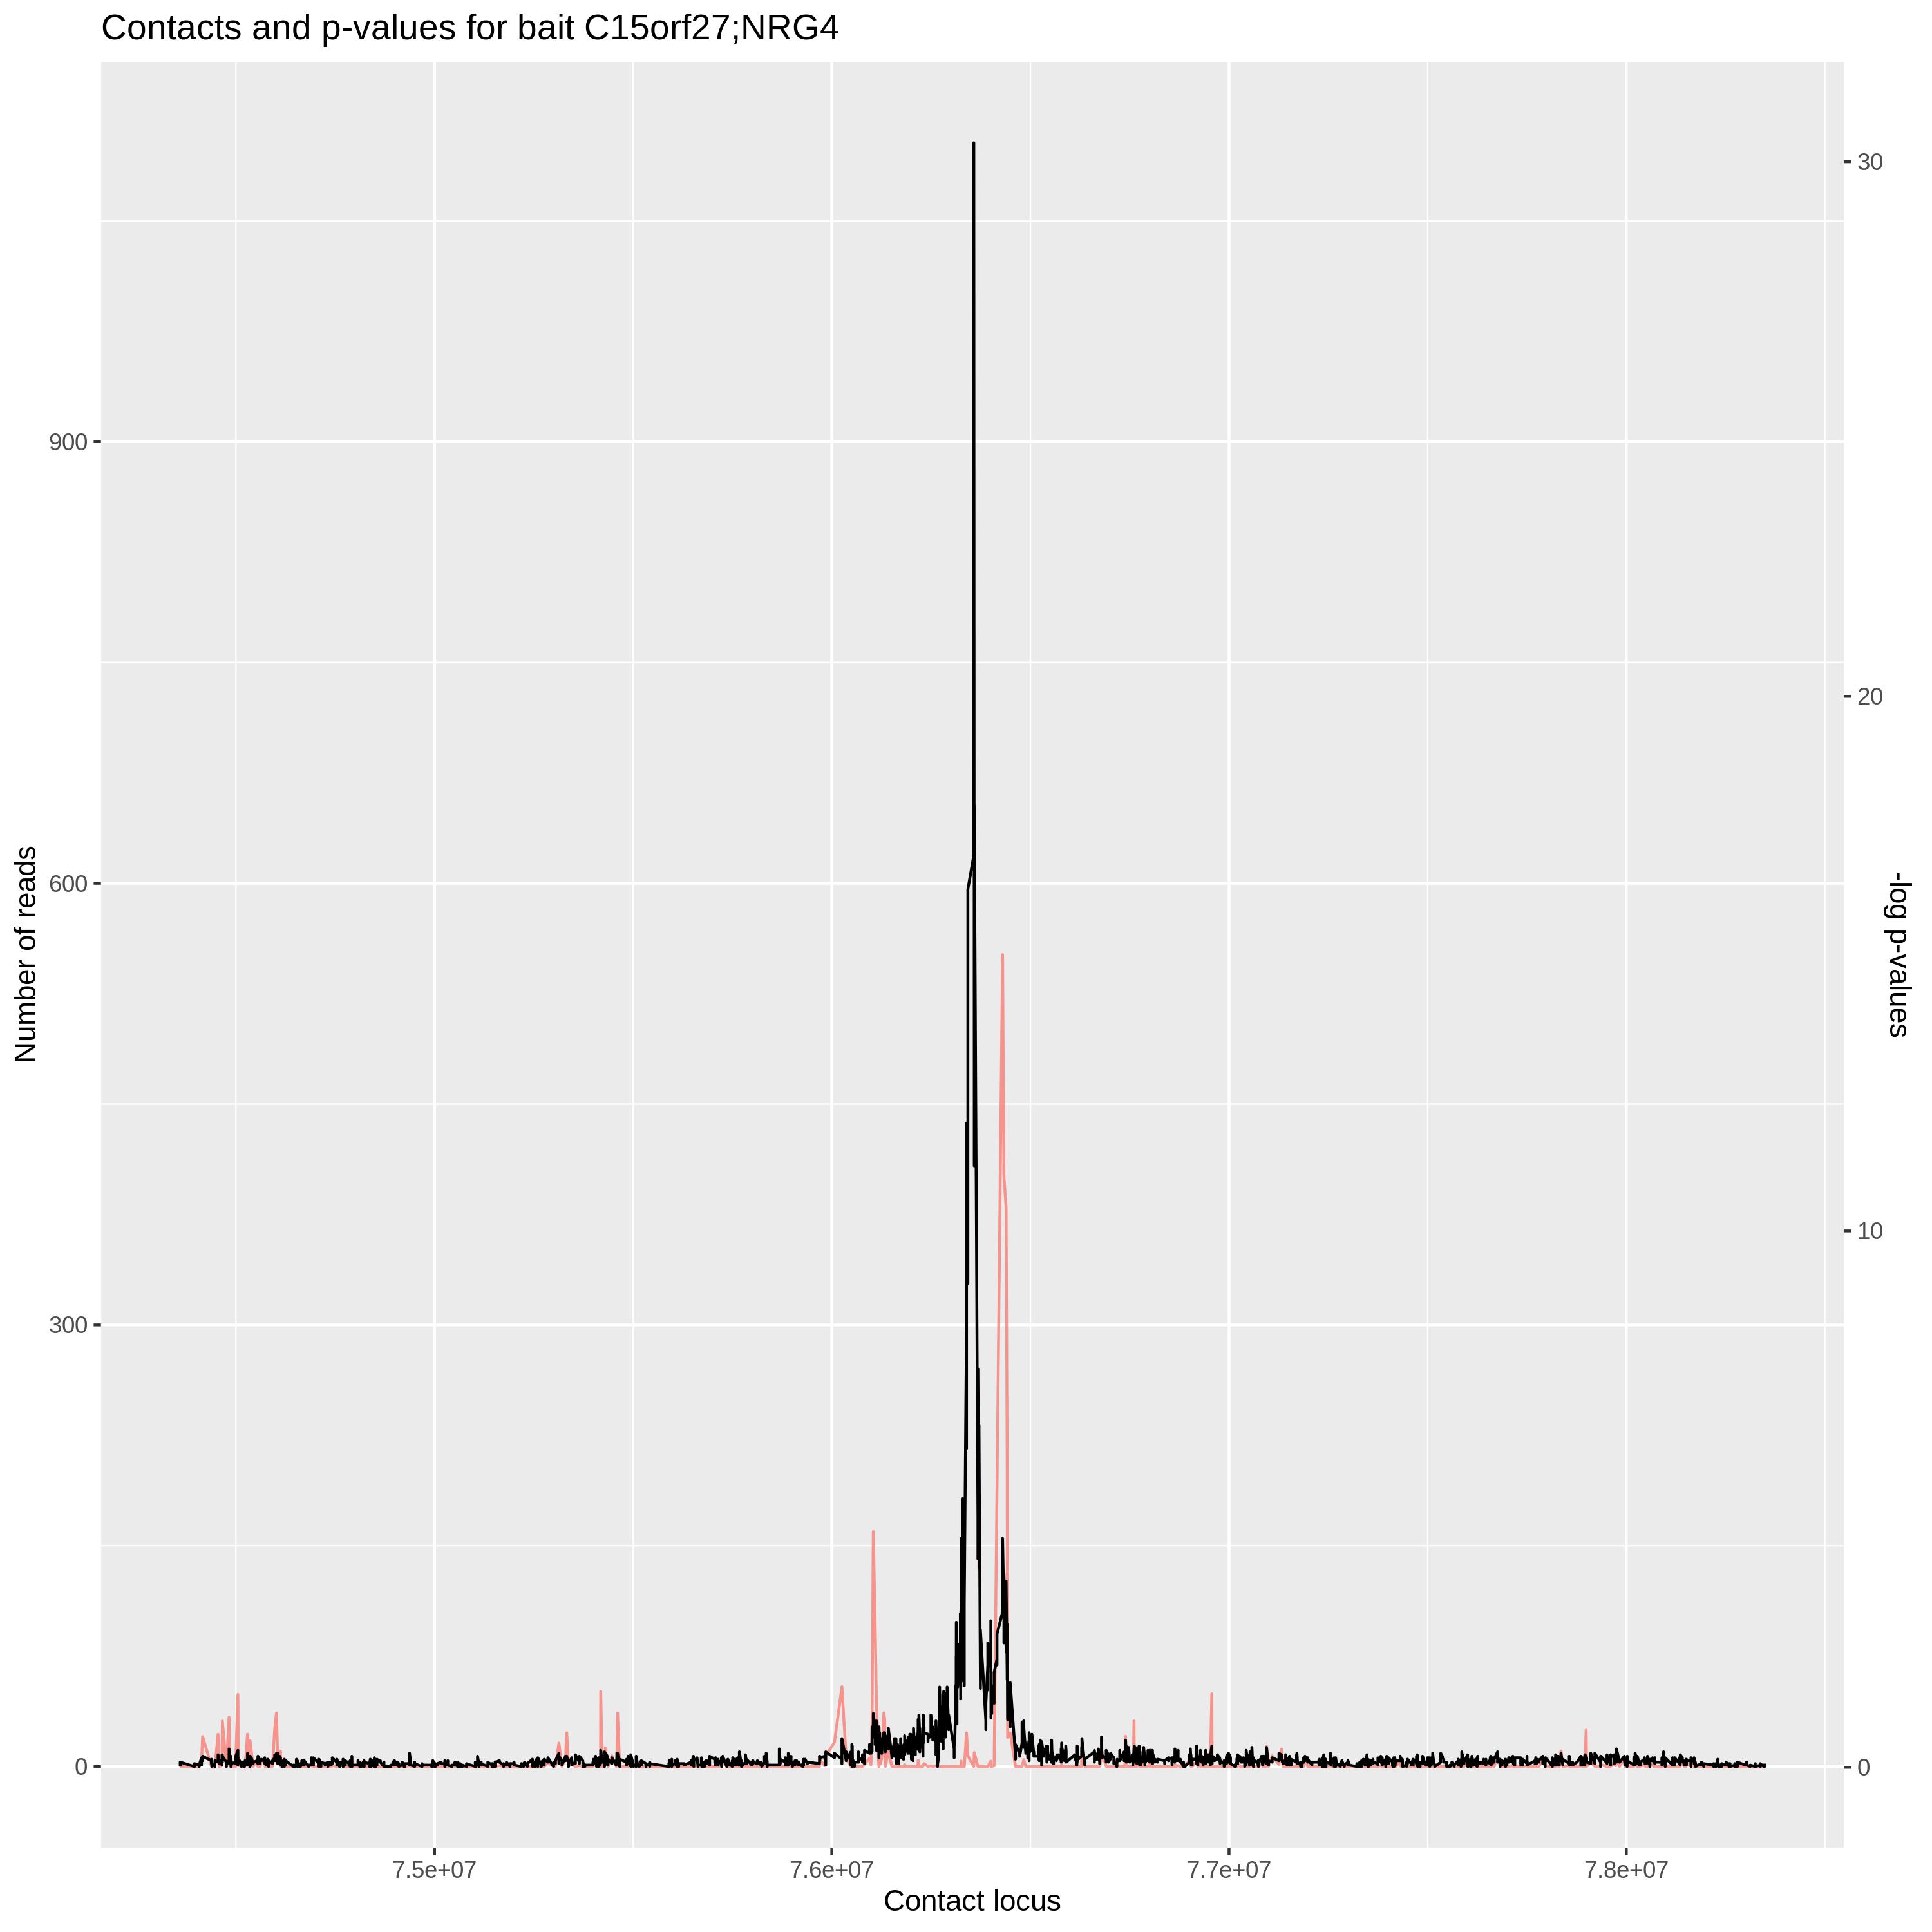 Contacts and p-values for bait C15orf27;NRG4
30
900
20
600
Number of reads
-log p-values
10
300
0
0
7.5e+07
7.6e+07
7.7e+07
7.8e+07
Contact locus